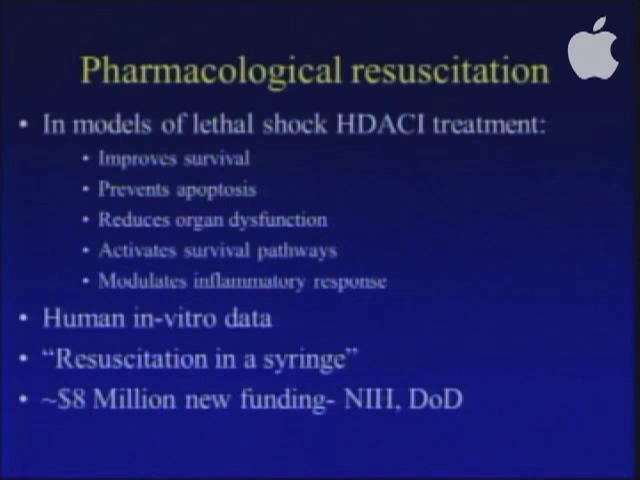 Pharmacological resuscitation
• In models of lethal shock HDACI treatment:
• Improves survival
• Prevents apoptosis
• Reduces organ dysfunction
• Activates survival pathways
• Modulates inflammatory response
• Human in-vitro data
• “Resuscitation in a syringe”
• ~$8 Million new funding- NIH, DoD